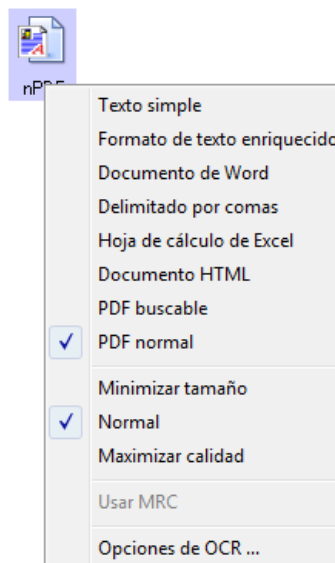 Texto simple
Formato de texto enriquecido
Documento de Word
Delimitado por comas
Hoja de cálculo de Excel
Documento HTML
PDF buscable
PDF normal
Minimizar tamaño
Normal
Maximizar calidad
Usar MRC
Opciones de OCR ...